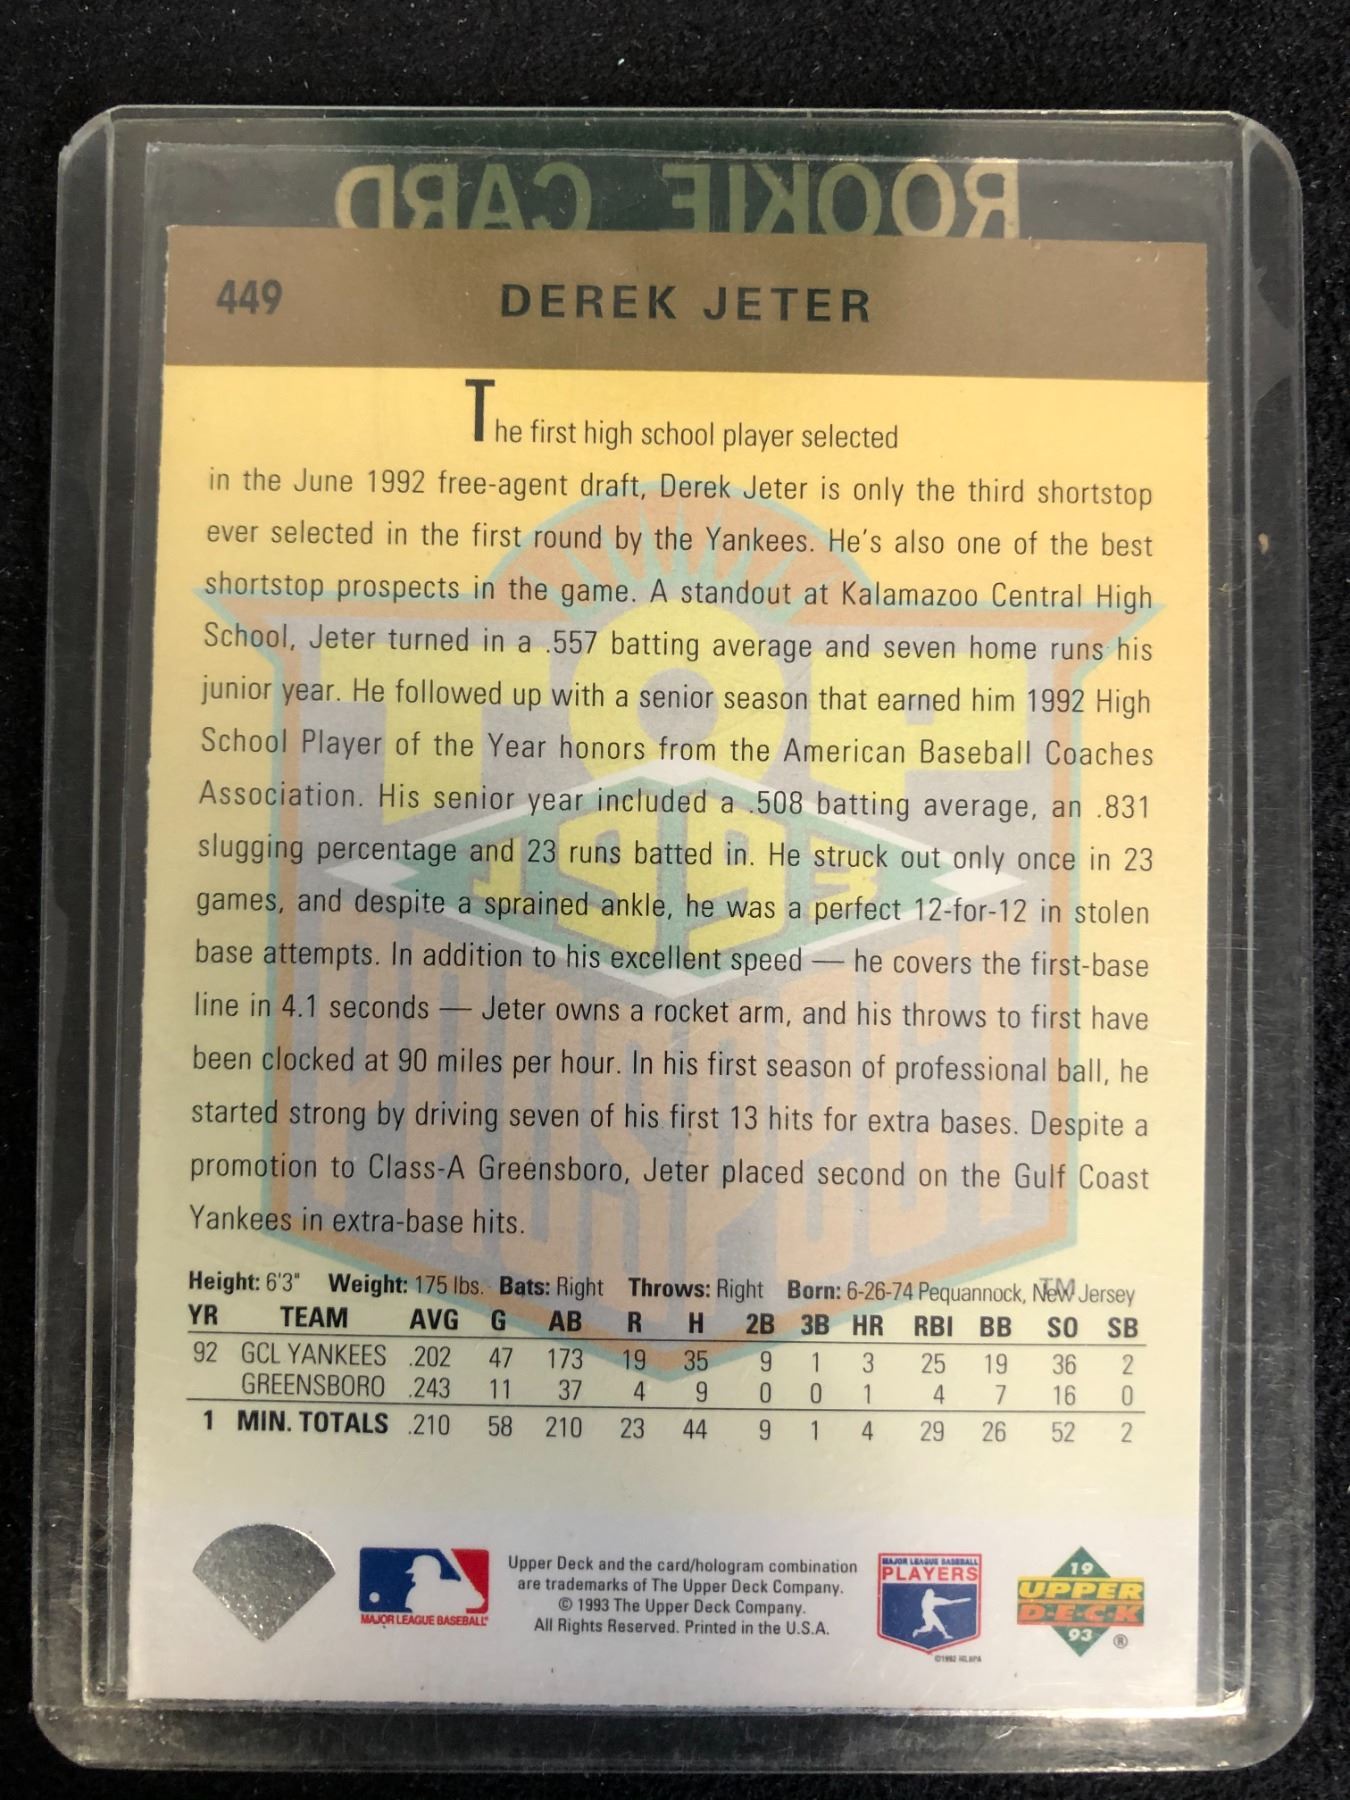 ROOKIE CARD
449 DEREK JETER
The first high school player selected
in the June 1992 free-agent draft, Derek Jeter is only the third shortstop
ever selected in the first round by the Yankees. He's also one of the best
shortstop prospects in the game. A standout at Kalamazoo Central High
School, Jeter turned in a .557 batting average and seven home runs his
junior year. He followed up with a senior season that earned him 1992 High
School Player of the Year honors from the American Baseball Coaches
Association. His senior year included a .508 batting average, an .831
slugging percentage and 23 runs batted in. He struck out only once in 23
games, and despite a sprained ankle, he was a perfect 12-for-12 in stolen
base attempts. In addition to his excellent speed — he covers the first-base
line in 4.1 seconds — Jeter owns a rocket arm, and his throws to first have
been clocked at 90 miles per hour. In his first season of professional ball, he
started strong by driving seven of his first 13 hits for extra bases. Despite a
promotion to Class-A Greensboro, Jeter placed second on the Gulf Coast
Yankees in extra-base hits.
TOP
1993
PROSPECT
TM
Height: 6'3" Weight: 175 lbs. Bats: Right Throws: Right Born: 6-26-74 Pequannock, New Jersey
YR TEAM AVG G AB R H 2B 3B HR RBI BB SO SB
92 GCL YANKEES .202 47 173 19 35 9 1 3 25 19 36 2
GREENSBORO .243 11 37 4 9 0 0 1 4 7 16 0
1 MIN. TOTALS .210 58 210 23 44 9 1 4 29 26 52 2
MAJOR LEAGUE BASEBALL
Upper Deck and the card/hologram combination
are trademarks of The Upper Deck Company.
© 1993 The Upper Deck Company.
All Rights Reserved. Printed in the U.S.A.
MAJOR LEAGUE BASEBALL
PLAYERS
©1992 MLBPA
19
UPPER
D·E·C·K
93 ®